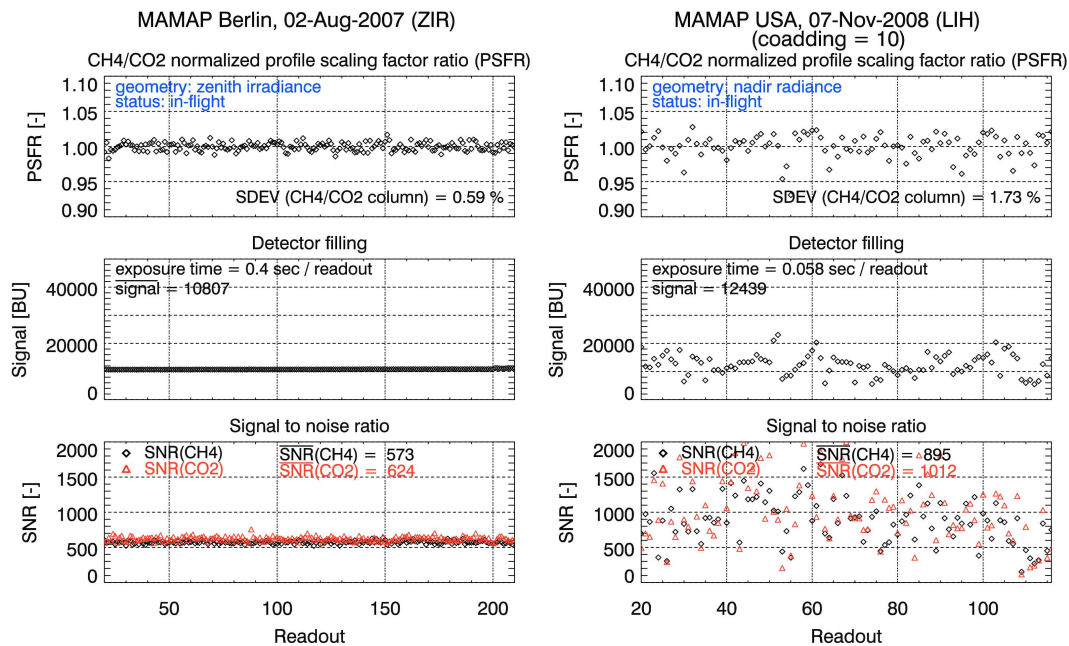 MAMAP Berlin, 02-Aug-2007 (ZIR)
CH4/CO2 normalized profile scaling factor ratio (PSFR)
geometry: zenith irradiance
status: in-flight
1.10
1.05
1.00
0.95
0.90
PSFR [-]
SDEV (CH4/CO2 column) = 0.59 %
Detector filling
exposure time = 0.4 sec / readout
signal = 10807
40000
20000
0
Signal [BU]
Signal to noise ratio
SNR(CH4)
SNR(CH4) = 573
SNR(CO2)
SNR(CO2) = 624
2000
1500
1000
500
0
SNR [-]
50
100
150
200
Readout
MAMAP USA, 07-Nov-2008 (LIH)
(coadding = 10)
CH4/CO2 normalized profile scaling factor ratio (PSFR)
geometry: nadir radiance
status: in-flight
1.10
1.05
1.00
0.95
0.90
PSFR [-]
SDEV (CH4/CO2 column) = 1.73 %
Detector filling
exposure time = 0.058 sec / readout
signal = 12439
40000
20000
0
Signal [BU]
Signal to noise ratio
SNR(CH4)
SNR(CH4) = 895
SNR(CO2)
SNR(CO2) = 1012
2000
1500
1000
500
0
SNR [-]
20
40
60
80
100
Readout